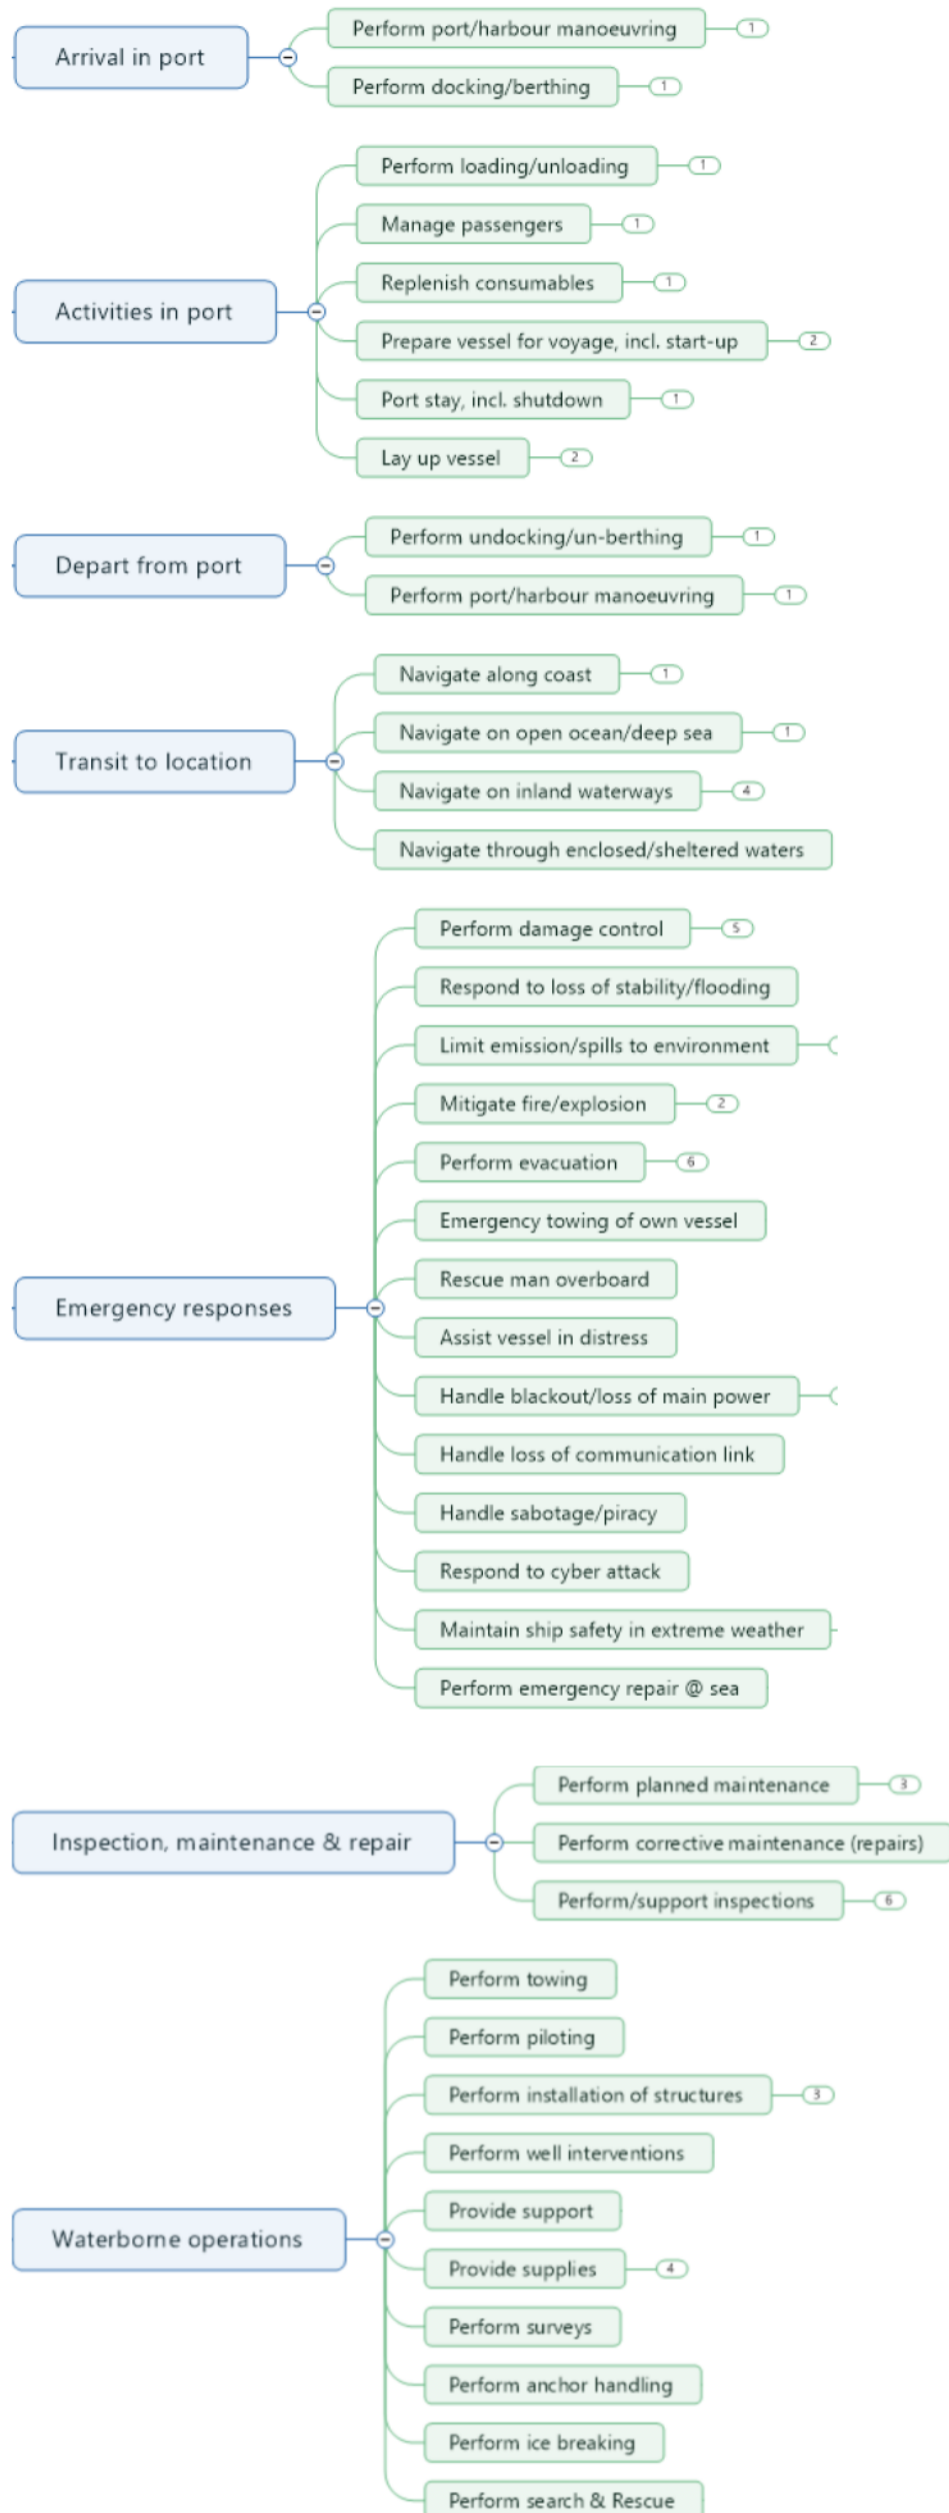 Arrival in port
Perform port/harbour manoeuvring 1
Perform docking/berthing 1
Activities in port
Perform loading/unloading 1
Manage passengers 1
Replenish consumables 1
Prepare vessel for voyage, incl. start-up 2
Port stay, incl. shutdown 1
Lay up vessel 2
Depart from port
Perform undocking/un-berthing 1
Perform port/harbour manoeuvring 1
Transit to location
Navigate along coast 1
Navigate on open ocean/deep sea 1
Navigate on inland waterways 4
Navigate through enclosed/sheltered waters
Emergency responses
Perform damage control 5
Respond to loss of stability/flooding
Limit emission/spills to environment
Mitigate fire/explosion 2
Perform evacuation 6
Emergency towing of own vessel
Rescue man overboard
Assist vessel in distress
Handle blackout/loss of main power
Handle loss of communication link
Handle sabotage/piracy
Respond to cyber attack
Maintain ship safety in extreme weather
Perform emergency repair @ sea
Inspection, maintenance & repair
Perform planned maintenance 3
Perform corrective maintenance (repairs)
Perform/support inspections 6
Waterborne operations
Perform towing
Perform piloting
Perform installation of structures 3
Perform well interventions
Provide support
Provide supplies 4
Perform surveys
Perform anchor handling
Perform ice breaking
Perform search & Rescue